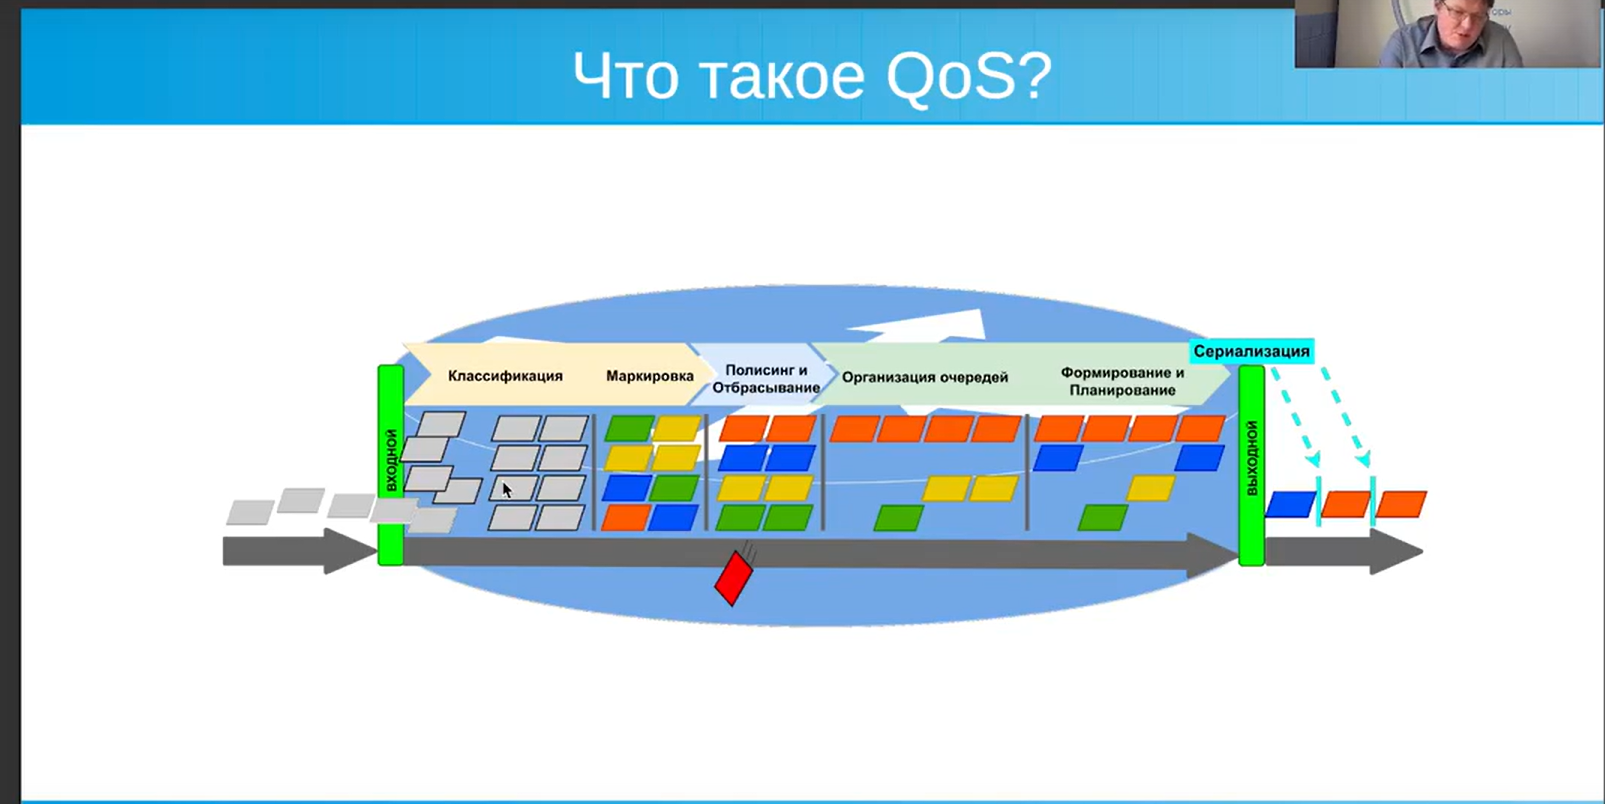 Что такое QoS?
Сериализация
Классификация
Маркировка
Полисинг и
Отбрасывание
Организация очередей
Формирование и
Планирование
ВХОДНОЙ
ВЫХОДНОЙ